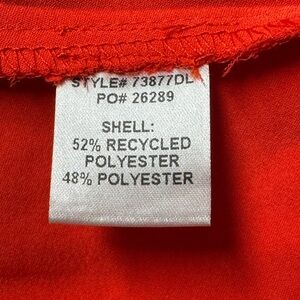 STYLE# 73877DL
PO# 26289
SHELL:
52% RECYCLED
POLYESTER
48% POLYESTER